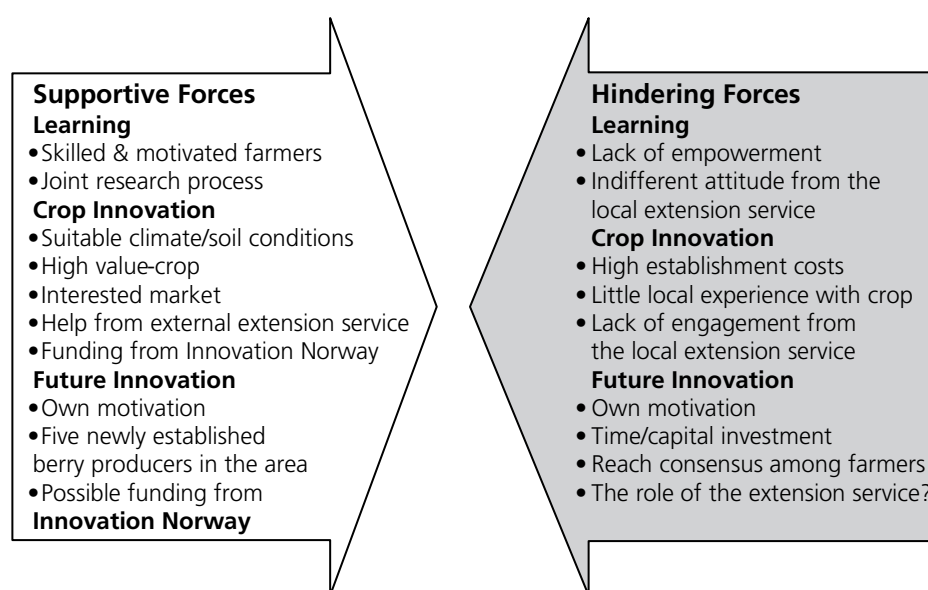 Supportive Forces
Learning
•Skilled & motivated farmers
•Joint research process
Crop Innovation
•Suitable climate/soil conditions
•High value-crop
•Interested market
•Help from external extension service
•Funding from Innovation Norway
Future Innovation
•Own motivation
•Five newly established
berry producers in the area
•Possible funding from
Innovation Norway
Hindering Forces
Learning
• Lack of empowerment
• Indifferent attitude from the
local extension service
Crop Innovation
• High establishment costs
• Little local experience with crop
• Lack of engagement from
the local extension service
Future Innovation
• Own motivation
• Time/capital investment
• Reach consensus among farmers
• The role of the extension service?